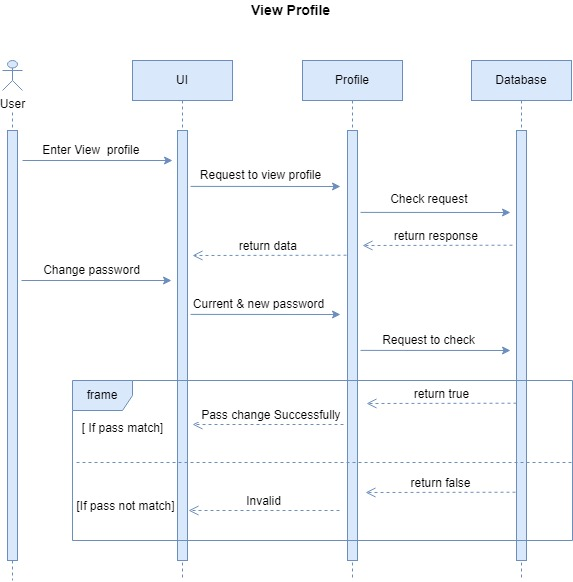 View Profile
User
UI
Profile
Database
Enter View  profile
Request to view profile
Check request
return response
return data
Change password
Current & new password
Request to check
frame
return true
Pass change Successfully
[ If pass match]
return false
[If pass not match]
Invalid